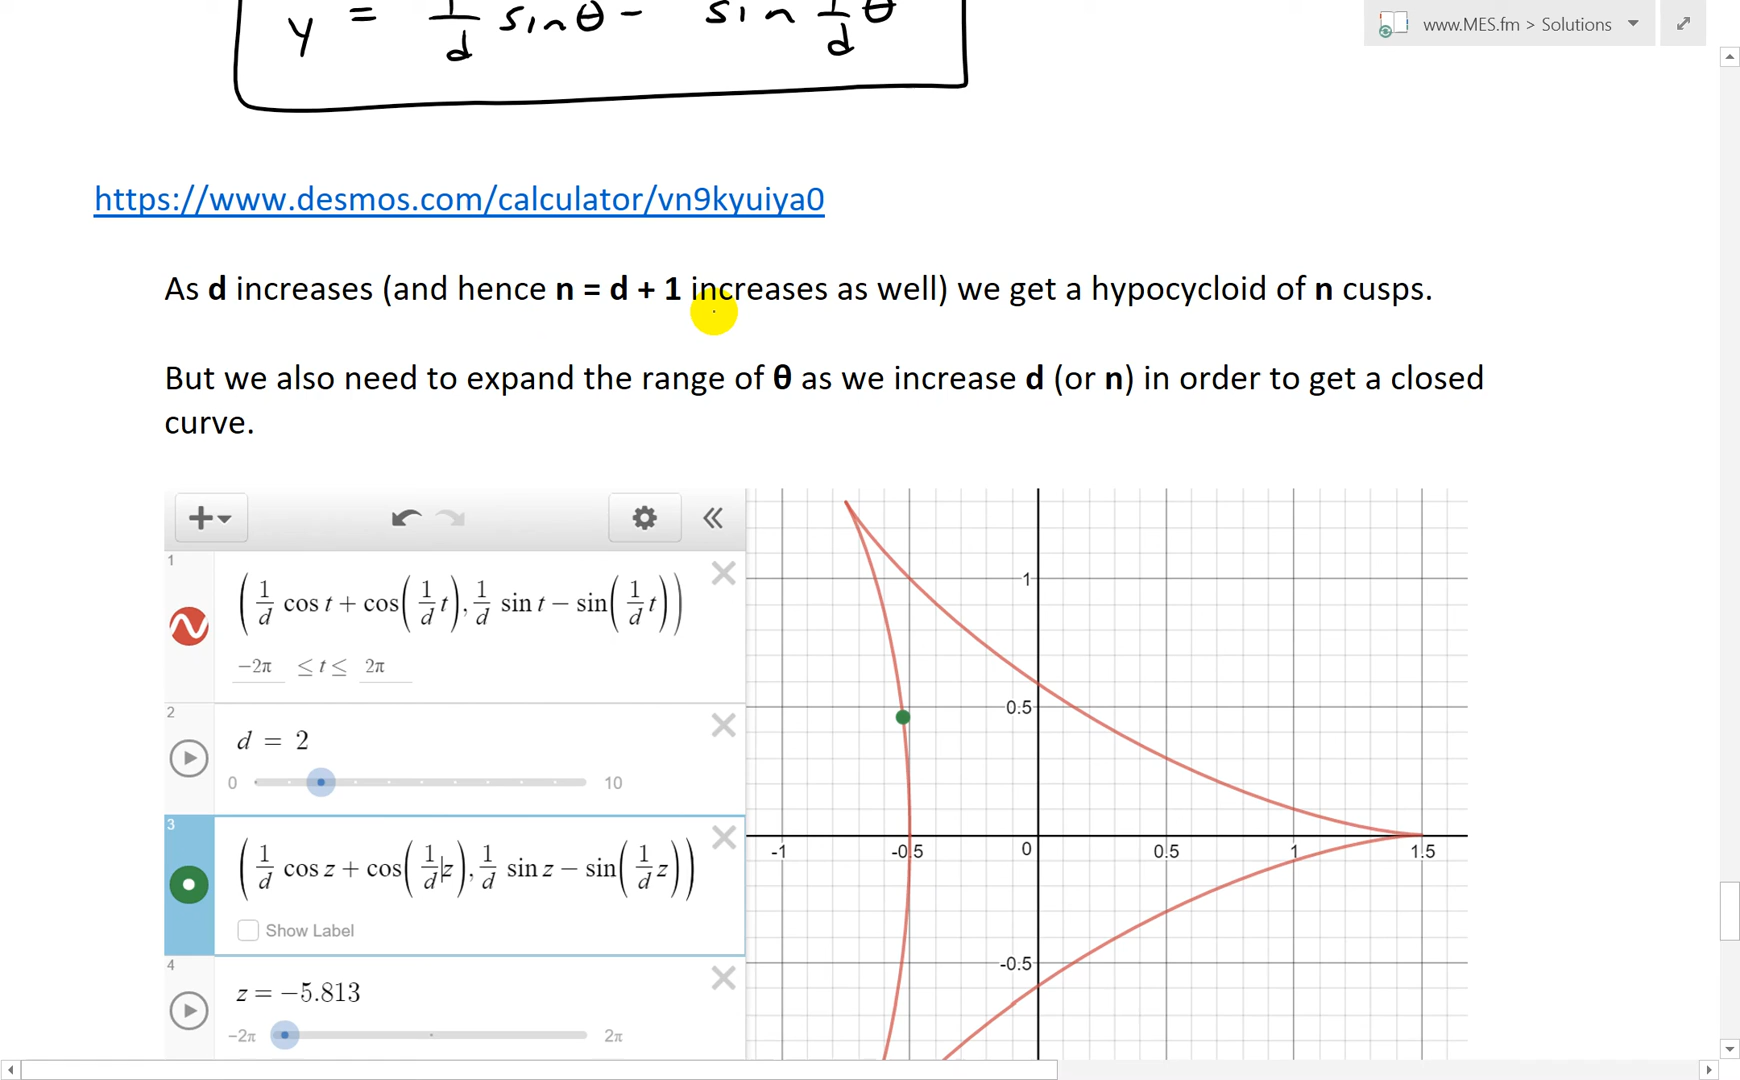 www.MES.fm > Solutions
y = 1/d sinθ - sin 1/d θ
https://www.desmos.com/calculator/vn9kyuiya0
As d increases (and hence n = d + 1 increases as well) we get a hypocycloid of n cusps.
But we also need to expand the range of θ as we increase d (or n) in order to get a closed
curve.
1
(1/d cos t + cos(1/d t), 1/d sin t − sin(1/d t))
−2π ≤ t ≤ 2π
2
d = 2
0 10
3
(1/d cos z + cos(1/d z), 1/d sin z − sin(1/d z))
Show Label
4
z = −5.813
−2π 2π
1
0.5
-1 -0.5 0 0.5 1 1.5
-0.5